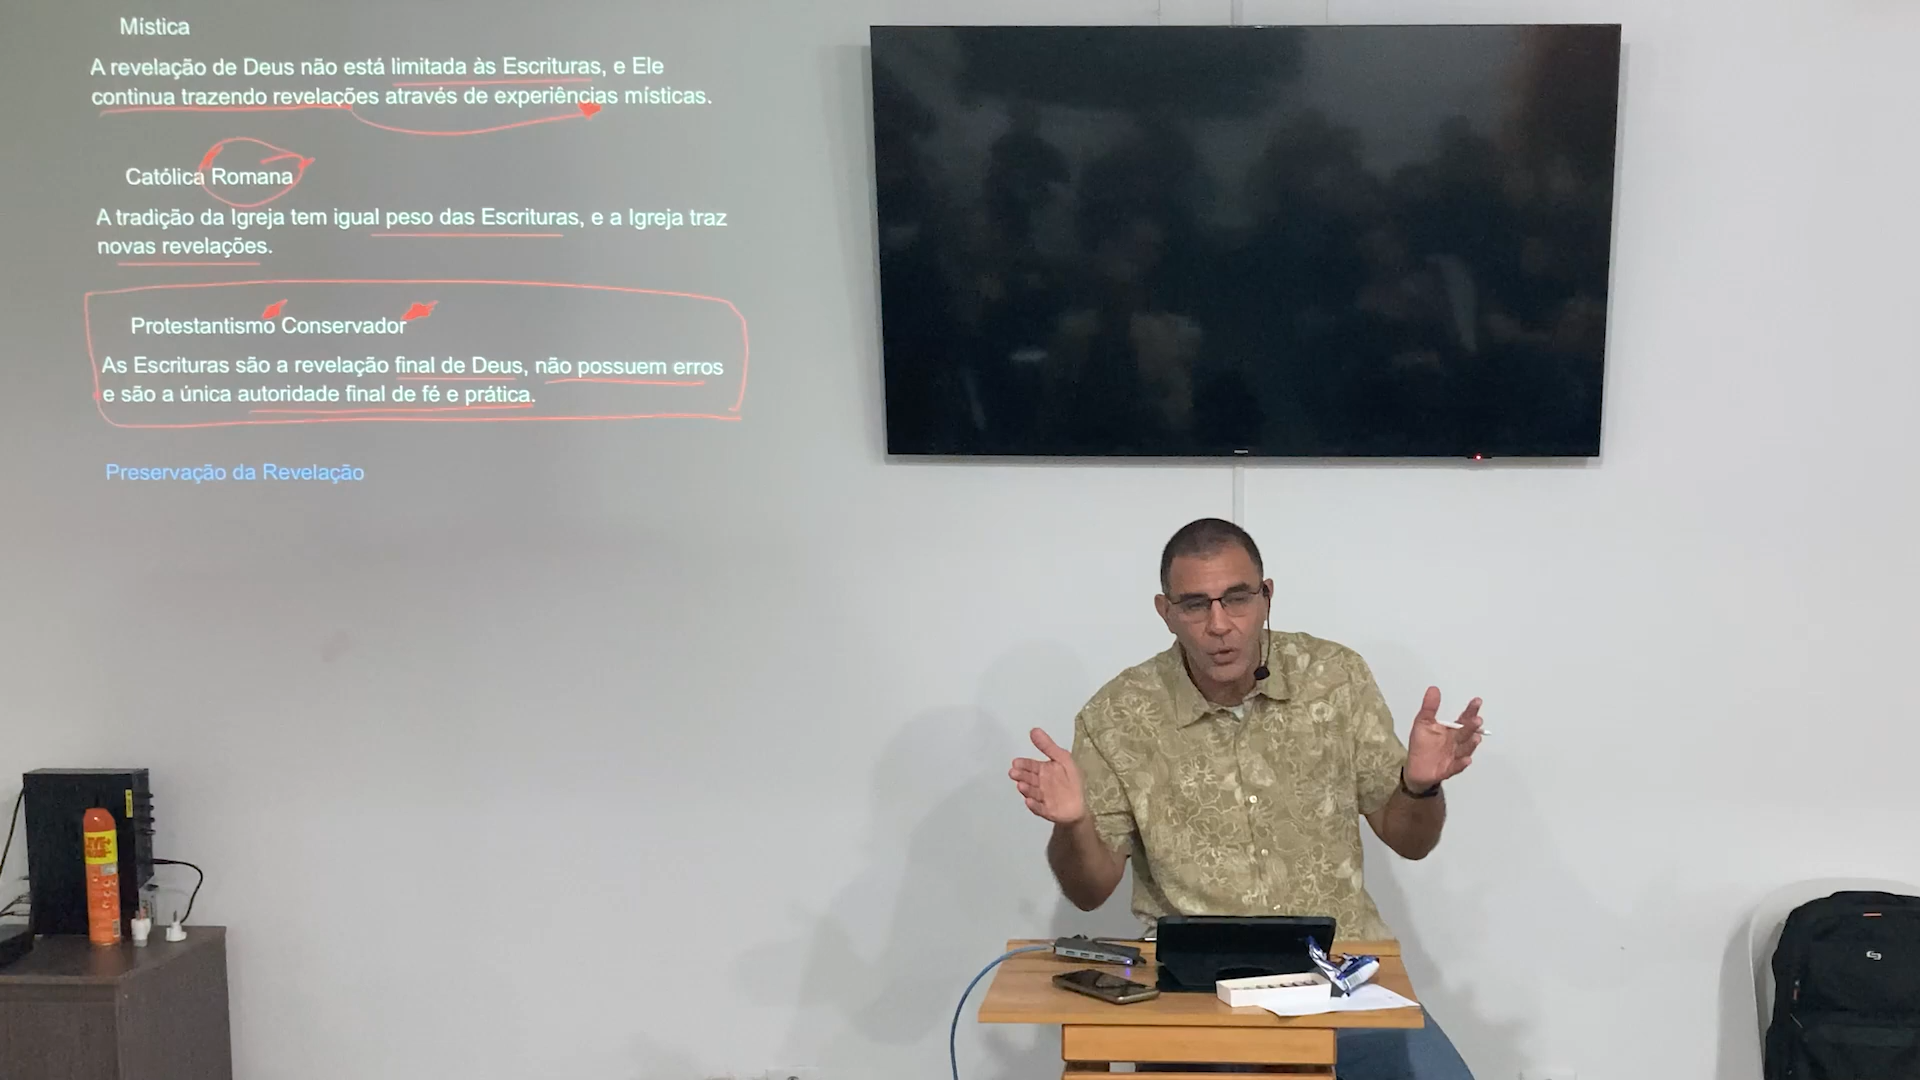 Mística
A revelação de Deus não está limitada às Escrituras, e Ele
continua trazendo revelações através de experiências místicas.
Católica Romana
A tradição da Igreja tem igual peso das Escrituras, e a Igreja traz
novas revelações.
Protestantismo Conservador
As Escrituras são a revelação final de Deus, não possuem erros
e são a única autoridade final de fé e prática.
Preservação da Revelação